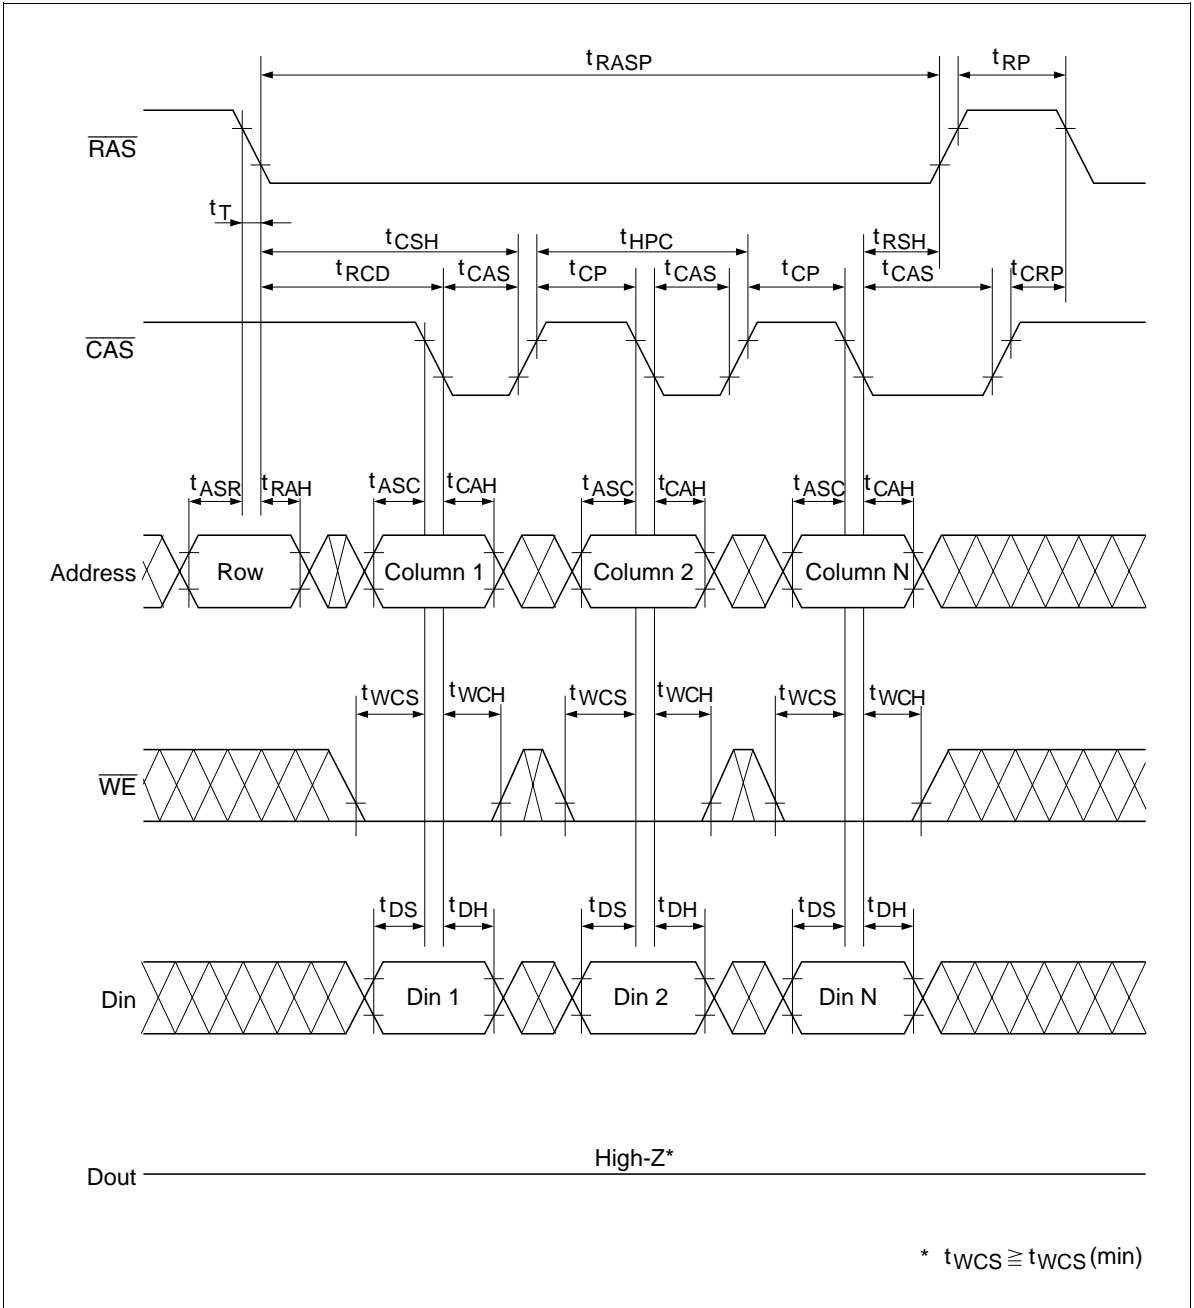 tRASP tRP
RAS
tT
tCSH tHPC tRSH
tRCD tCAS tCP tCAS tCP tCAS tCRP
CAS
tASR tRAH tASC tCAH tASC tCAH tASC tCAH
Address Row Column 1 Column 2 Column N
tWCS tWCH tWCS tWCH tWCS tWCH
WE
tDS tDH tDS tDH tDS tDH
Din Din 1 Din 2 Din N
High-Z*
Dout
* tWCS ≧ tWCS (min)